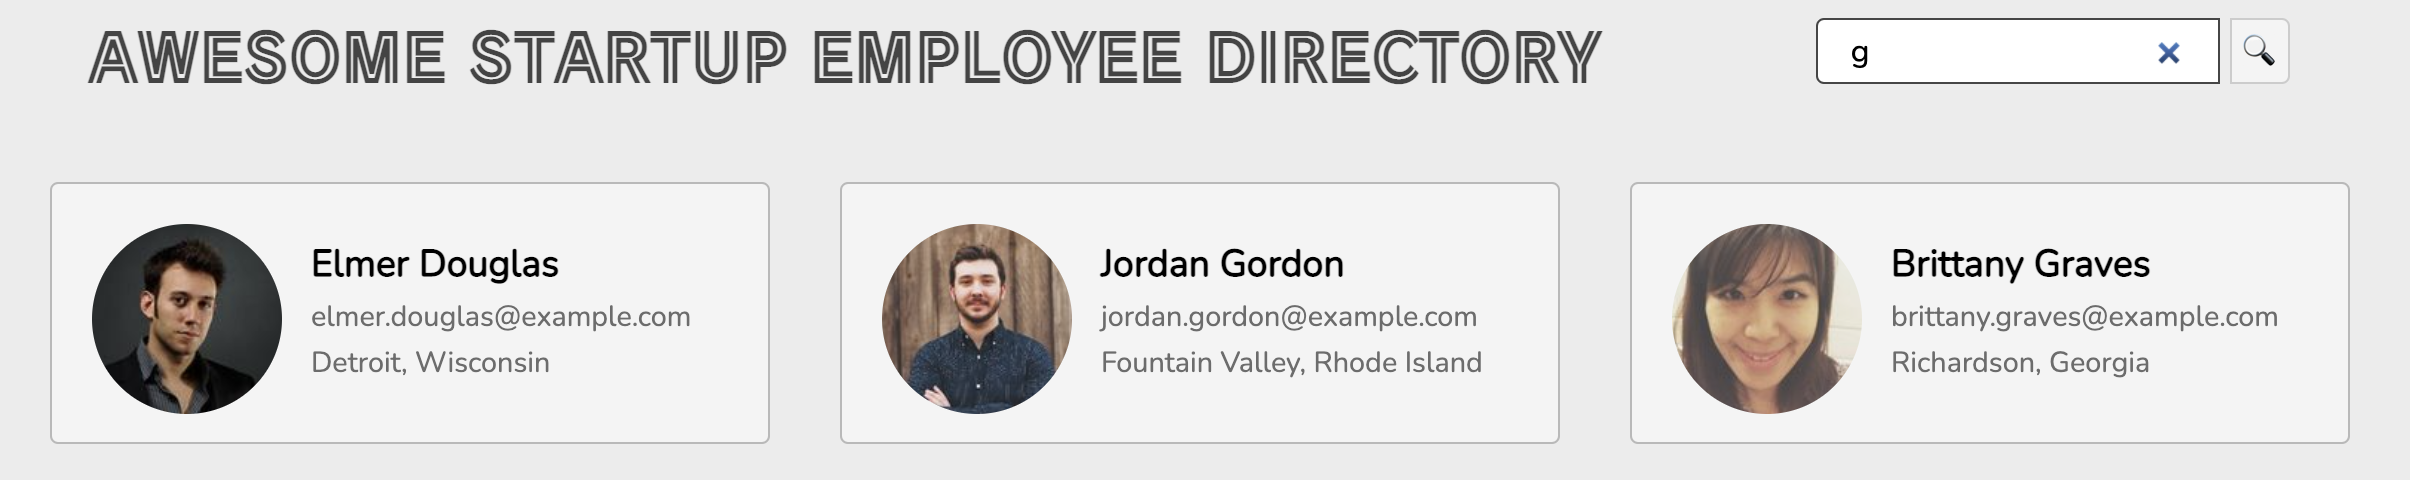 AWESOME STARTUP EMPLOYEE DIRECTORY
g
Elmer Douglas
elmer.douglas@example.com
Detroit, Wisconsin
Jordan Gordon
jordan.gordon@example.com
Fountain Valley, Rhode Island
Brittany Graves
brittany.graves@example.com
Richardson, Georgia